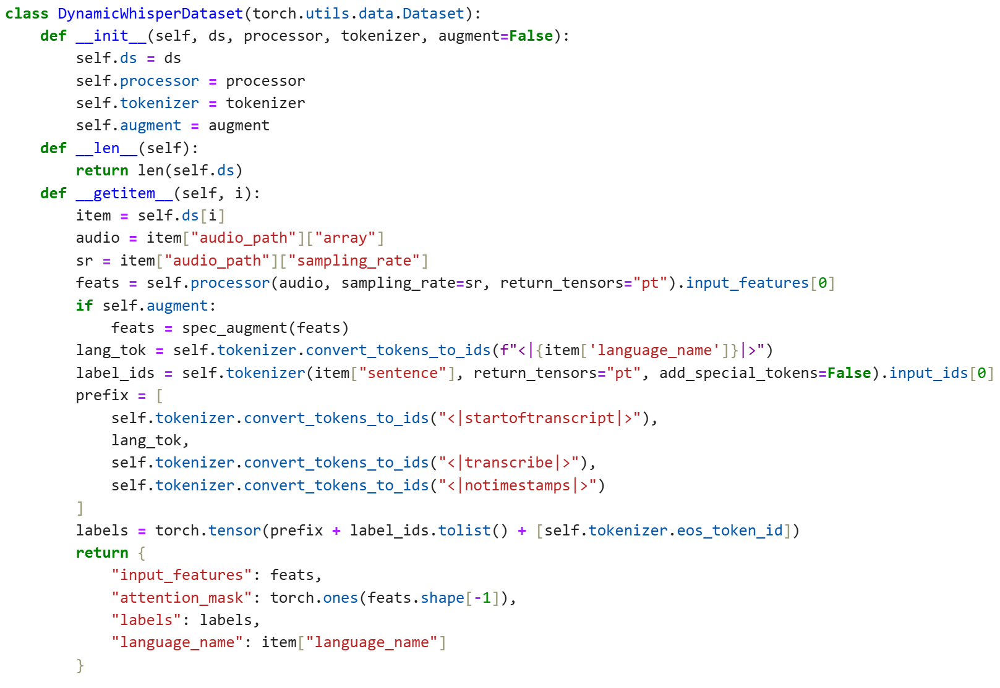 class DynamicWhisperDataset(torch.utils.data.Dataset):
    def __init__(self, ds, processor, tokenizer, augment=False):
        self.ds = ds
        self.processor = processor
        self.tokenizer = tokenizer
        self.augment = augment
    def __len__(self):
        return len(self.ds)
    def __getitem__(self, i):
        item = self.ds[i]
        audio = item["audio_path"]["array"]
        sr = item["audio_path"]["sampling_rate"]
        feats = self.processor(audio, sampling_rate=sr, return_tensors="pt").input_features[0]
        if self.augment:
            feats = spec_augment(feats)
        lang_tok = self.tokenizer.convert_tokens_to_ids(f"<|{item['language_name']}|>")
        label_ids = self.tokenizer(item["sentence"], return_tensors="pt", add_special_tokens=False).input_ids[0]
        prefix = [
            self.tokenizer.convert_tokens_to_ids("<|startoftranscript|>"),
            lang_tok,
            self.tokenizer.convert_tokens_to_ids("<|transcribe|>"),
            self.tokenizer.convert_tokens_to_ids("<|notimestamps|>")
        ]
        labels = torch.tensor(prefix + label_ids.tolist() + [self.tokenizer.eos_token_id])
        return {
            "input_features": feats,
            "attention_mask": torch.ones(feats.shape[-1]),
            "labels": labels,
            "language_name": item["language_name"]
        }